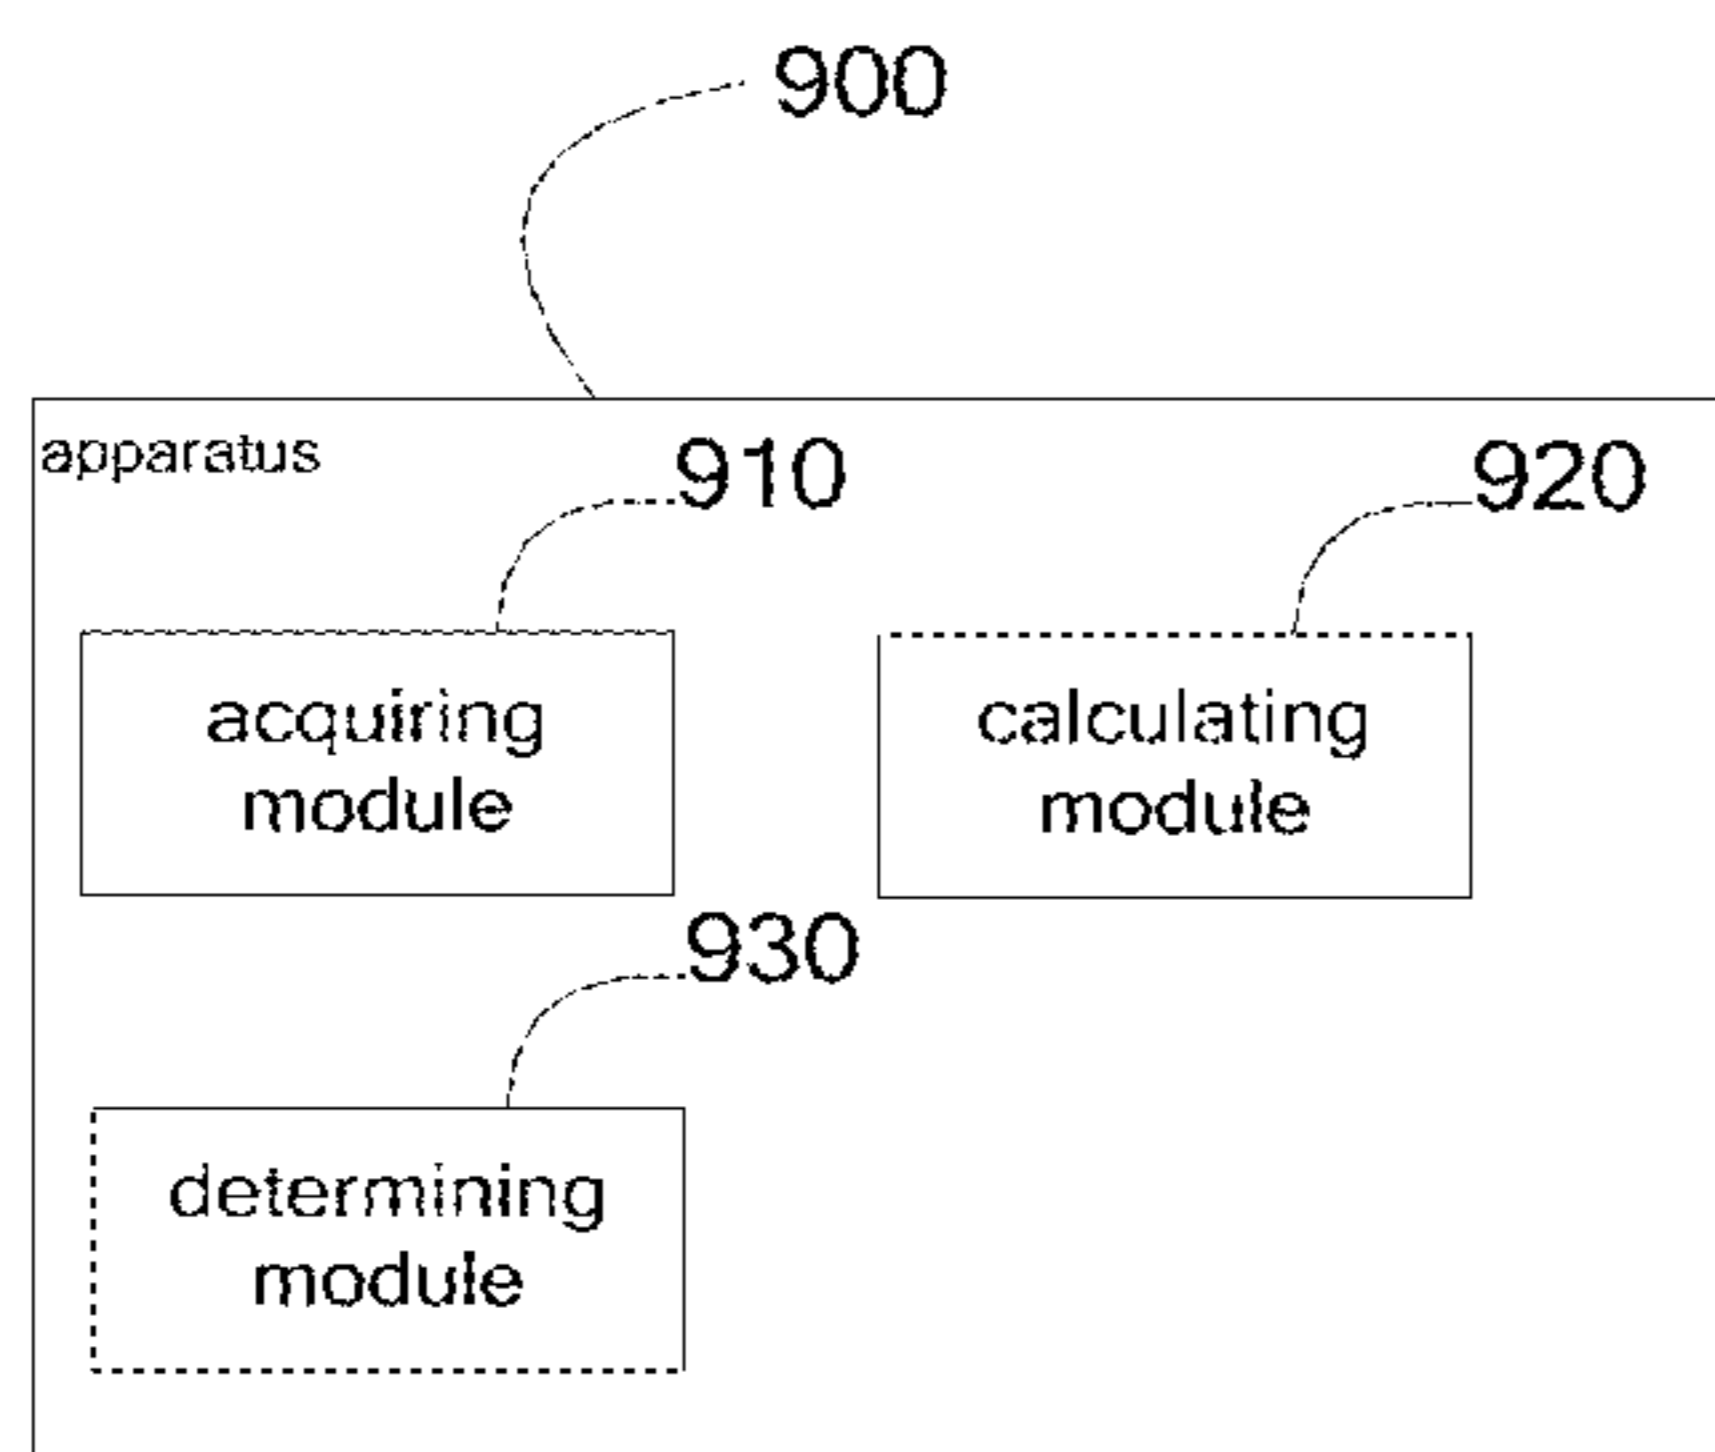 900
apparatus
910
920
acquiring
module
calculating
module
930
determining
module